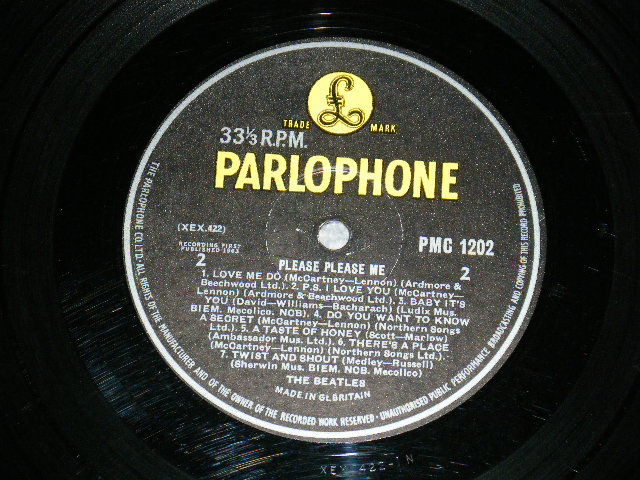 £
TRADE MARK
33⅓ R.P.M.
PARLOPHONE
(XEX.422)
RECORDING FIRST
PUBLISHED 1963
PMC 1202
2
PLEASE PLEASE ME
2
1. LOVE ME DO (McCartney—Lennon) (Ardmore &
Beechwood Ltd.) 2. P.S. I LOVE YOU (McCartney—
Lennon) (Ardmore & Beechwood Ltd.) 3. BABY IT'S
YOU (David—Williams—Bacharach) (Ludix Mus.
BIEM. Mecolico. NCB). 4. DO YOU WANT TO KNOW
A SECRET (McCartney—Lennon) (Northern Songs
Ltd.). 5. A TASTE OF HONEY (Scott—Marlow)
(Ambassador Mus. Ltd.) 6. THERE'S A PLACE
(McCartney—Lennon) (Northern Songs Ltd.).
7. TWIST AND SHOUT (Medley—Russell)
(Sherwin Mus. BIEM. NCB. Mecolico)
THE BEATLES
MADE IN GT. BRITAIN
THE PARLOPHONE CO. LTD.—ALL RIGHTS OF THE MANUFACTURER AND OF THE OWNER OF THE RECORDED WORK RESERVED · UNAUTHORISED PUBLIC PERFORMANCE BROADCASTING AND COPYING OF THIS RECORD PROHIBITED
XEX-422-1N